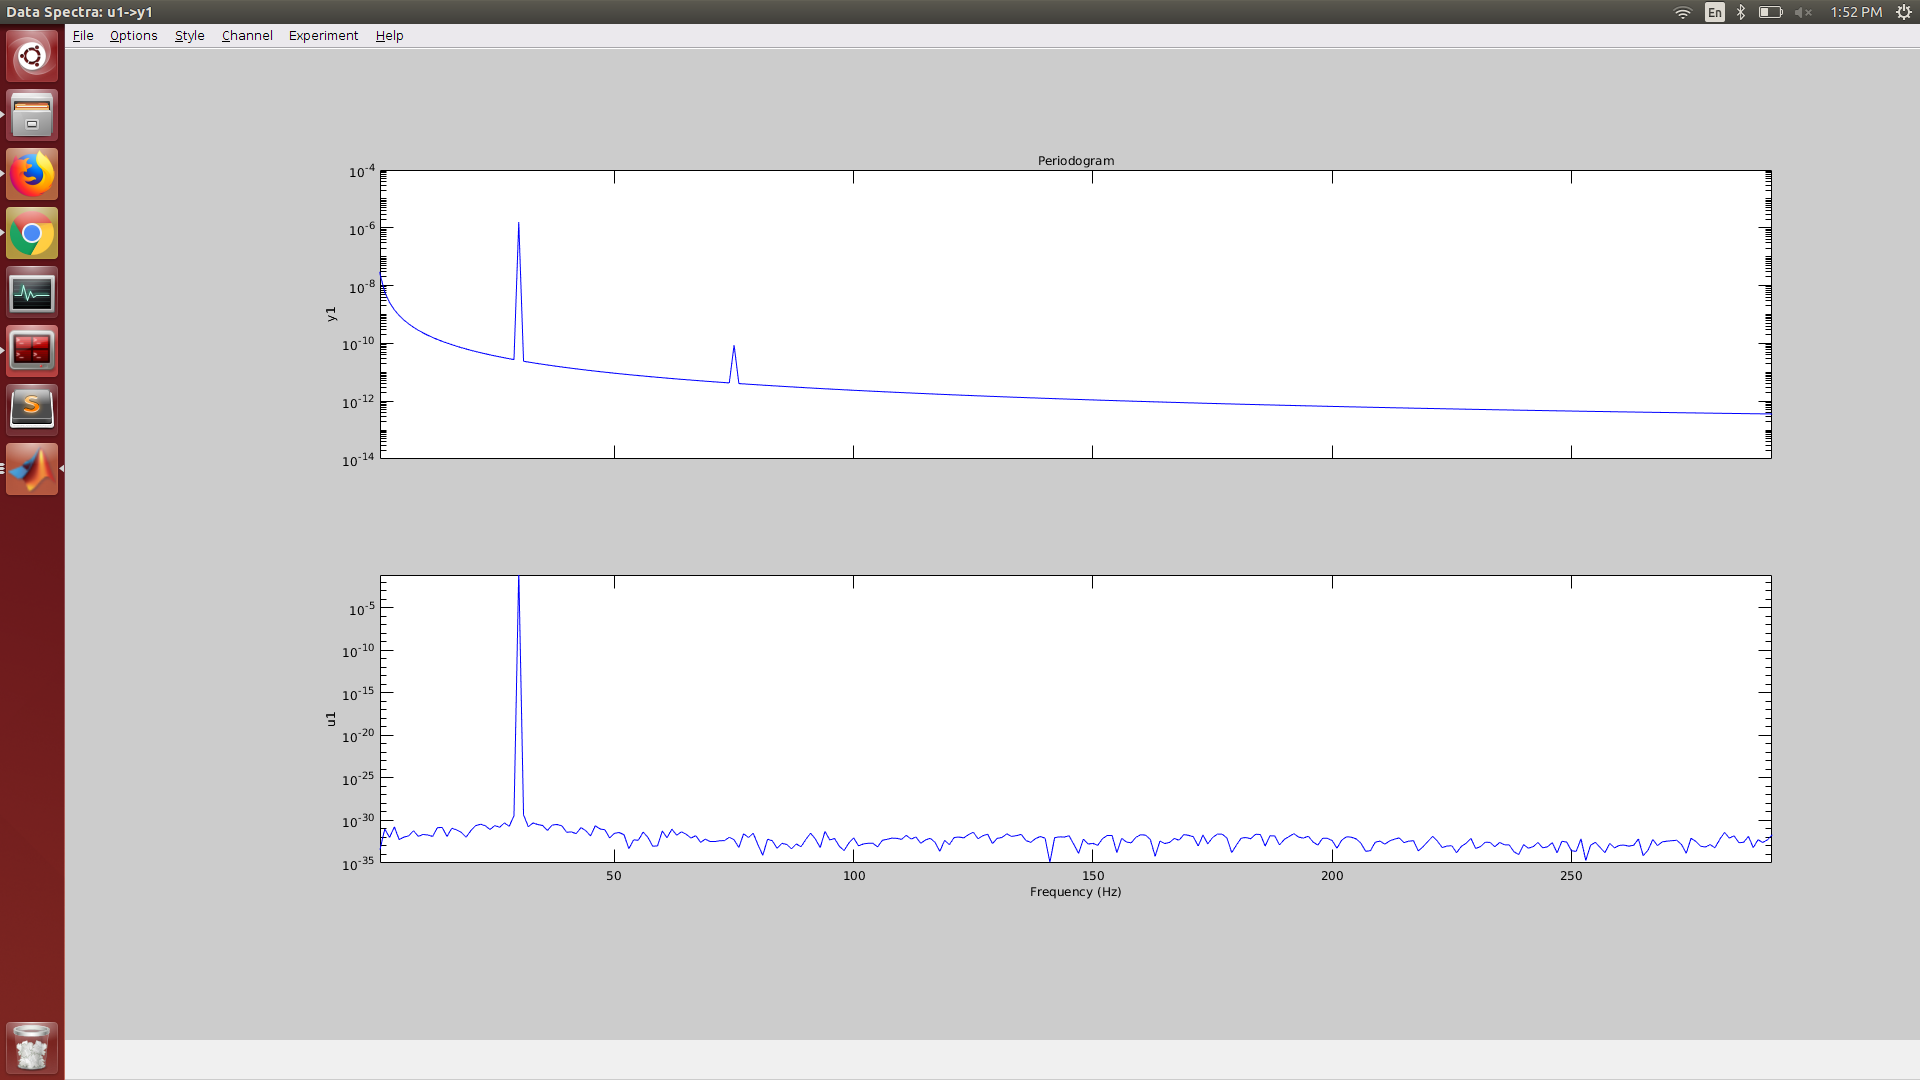 Data Spectra: u1->y1
En
1:52 PM
File Options Style Channel Experiment Help
Periodogram
10^-4
10^-6
10^-8
10^-10
10^-12
10^-14
y1
10^-5
10^-10
10^-15
10^-20
10^-25
10^-30
10^-35
u1
50 100 150 200 250
Frequency (Hz)